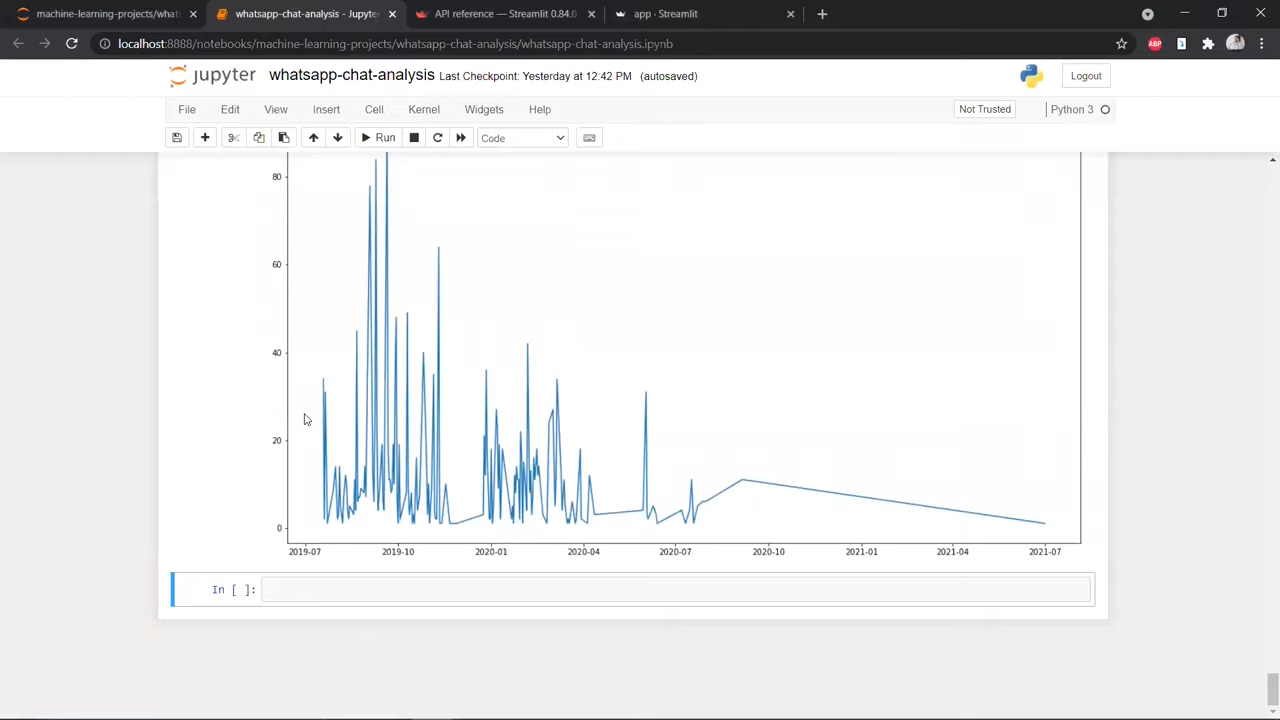 machine-learning-projects/what:
whatsapp-chat-analysis - Jupyter
API reference — Streamlit 0.84.0
app · Streamlit
localhost:8888/notebooks/machine-learning-projects/whatsapp-chat-analysis/whatsapp-chat-analysis.ipynb
ABP
jupyter whatsapp-chat-analysis Last Checkpoint: Yesterday at 12:42 PM (autosaved)
Logout
File Edit View Insert Cell Kernel Widgets Help
Not Trusted
Python 3
Run
Code
80
60
40
20
0
2019-07 2019-10 2020-01 2020-04 2020-07 2020-10 2021-01 2021-04 2021-07
In [ ]: